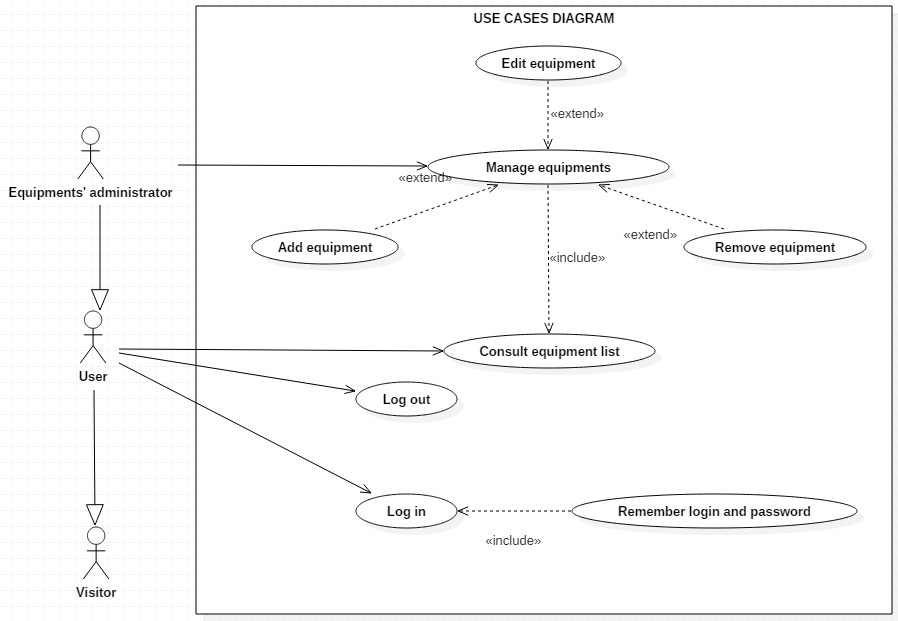 USE CASES DIAGRAM
Edit equipment
«extend»
Manage equipments
«extend»
Equipments' administrator
Add equipment
«extend»
Remove equipment
«include»
Consult equipment list
User
Log out
Log in
Remember login and password
«include»
Visitor